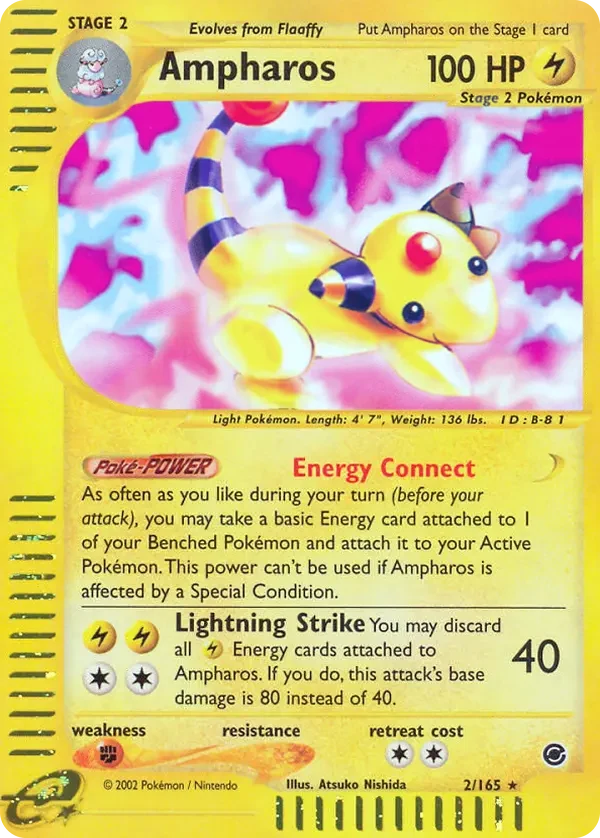 STAGE 2
Evolves from Flaaffy
Put Ampharos on the Stage 1 card
Ampharos 100 HP
Stage 2 Pokémon
Light Pokémon. Length: 4' 7", Weight: 136 lbs. ID: B-81
Poké-POWER Energy Connect
As often as you like during your turn (before your
attack), you may take a basic Energy card attached to 1
of your Benched Pokémon and attach it to your Active
Pokémon. This power can't be used if Ampharos is
affected by a Special Condition.
Lightning Strike You may discard
all Energy cards attached to
Ampharos. If you do, this attack's base
damage is 80 instead of 40.
40
weakness resistance retreat cost
© 2002 Pokémon / Nintendo Illus. Atsuko Nishida 2/165 ★
e